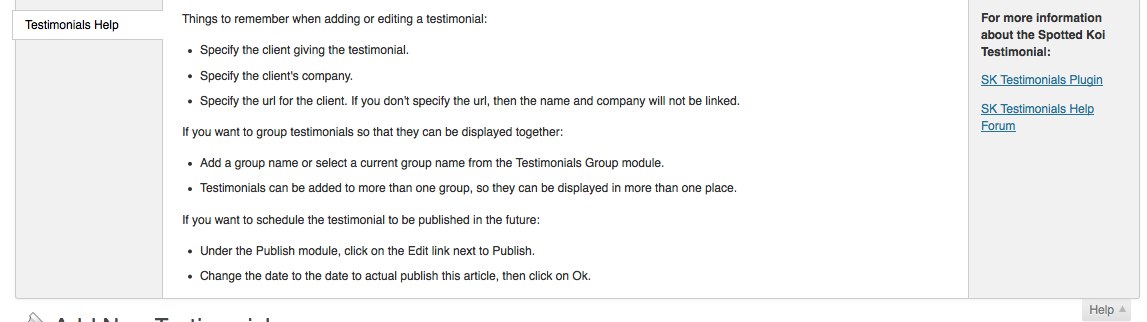 Testimonials Help
Things to remember when adding or editing a testimonial:
Specify the client giving the testimonial.
Specify the client's company.
Specify the url for the client. If you don't specify the url, then the name and company will not be linked.
If you want to group testimonials so that they can be displayed together:
Add a group name or select a current group name from the Testimonials Group module.
Testimonials can be added to more than one group, so they can be displayed in more than one place.
If you want to schedule the testimonial to be published in the future:
Under the Publish module, click on the Edit link next to Publish.
Change the date to the date to actual publish this article, then click on Ok.
For more information
about the Spotted Koi
Testimonial:
SK Testimonials Plugin
SK Testimonials Help
Forum
Help
Add New Testimonial